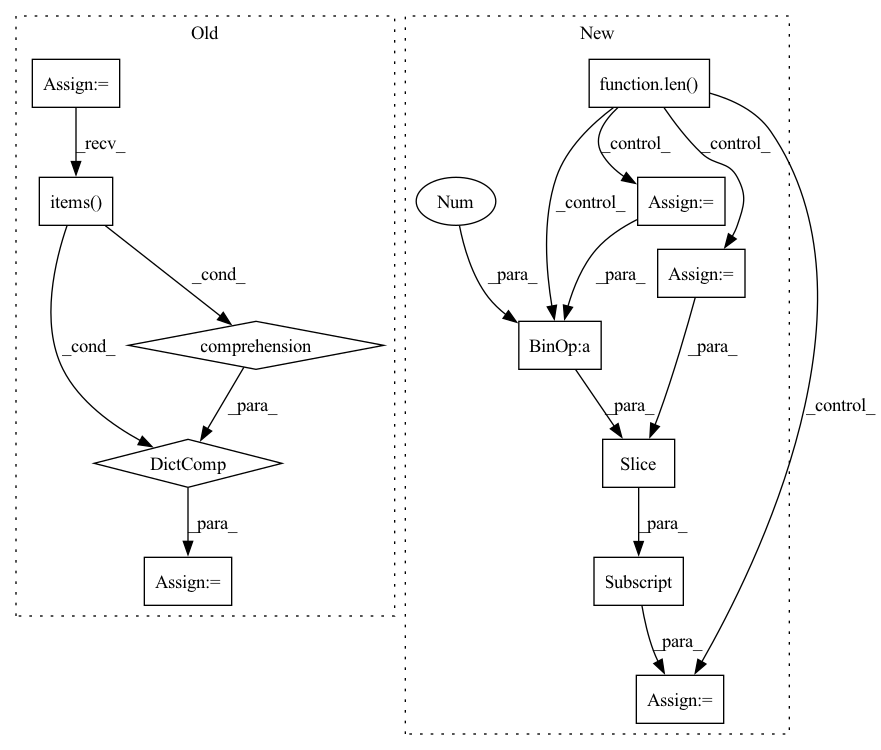 Old
New
Assign:=
function.len()
_recv_
_control_
_control_
items()
Num
Assign:=
_control_
_cond_
_para_
_para_
Assign:=
_cond_
comprehension
BinOp:a
_para_
_para_
_para_
_control_
DictComp
Slice
_para_
_para_
Assign:=
Subscript
_para_
Assign:=